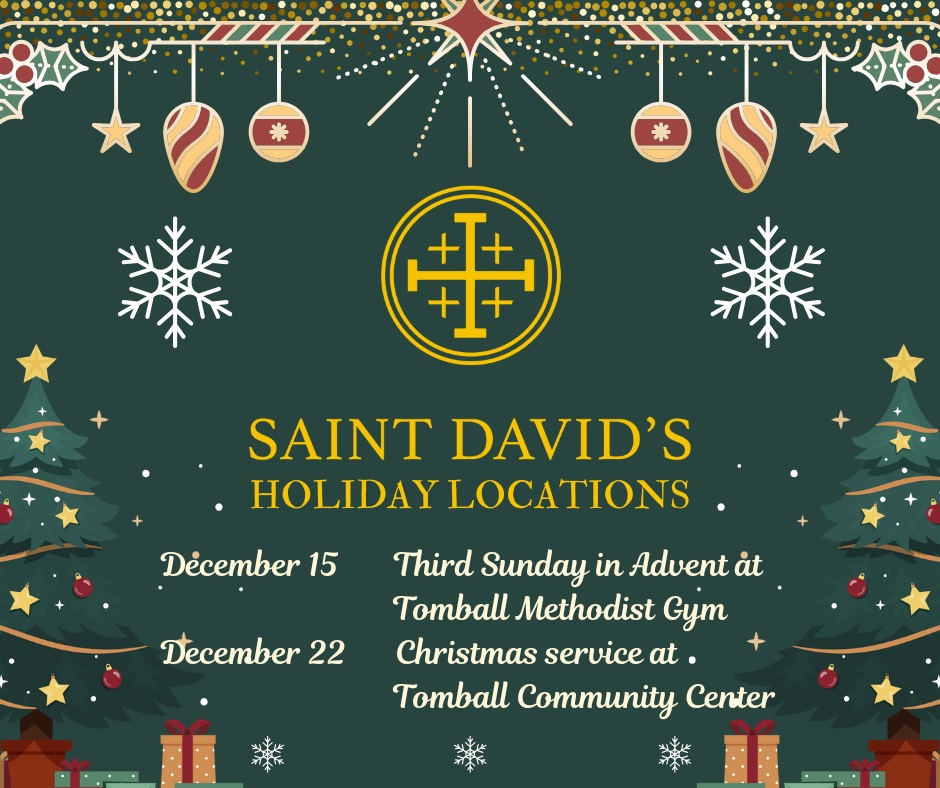 SAINT DAVID'S
HOLIDAY LOCATIONS
December 15 Third Sunday in Advent at
Tomball Methodist Gym
December 22 Christmas service at
Tomball Community Center